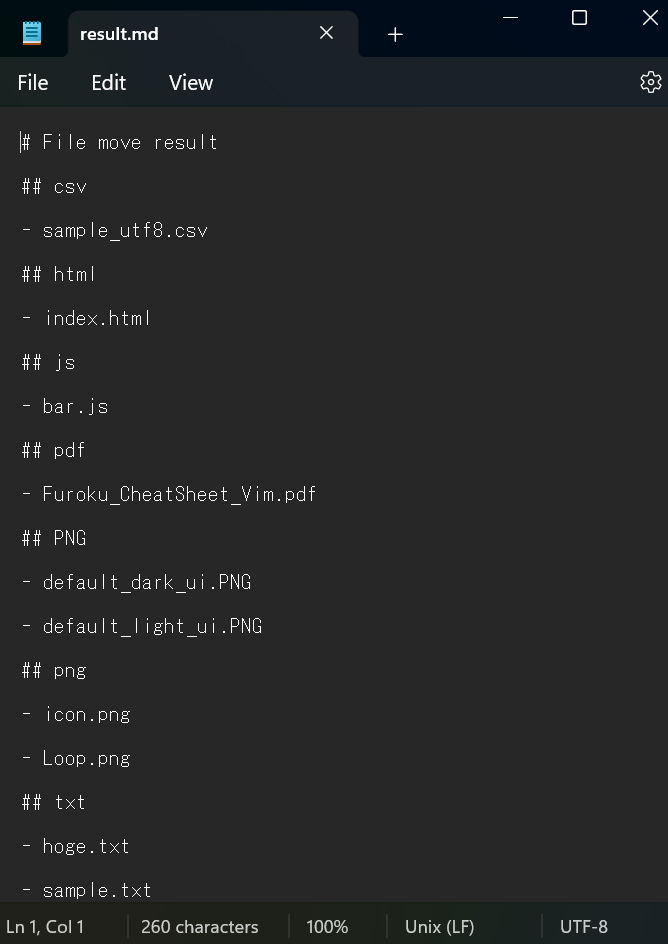 result.md
File Edit View
# File move result
## csv
- sample_utf8.csv
## html
- index.html
## js
- bar.js
## pdf
- Furoku_CheatSheet_Vim.pdf
## PNG
- default_dark_ui.PNG
- default_light_ui.PNG
## png
- icon.png
- Loop.png
## txt
- hoge.txt
- sample.txt
Ln 1, Col 1 260 characters 100% Unix (LF) UTF-8